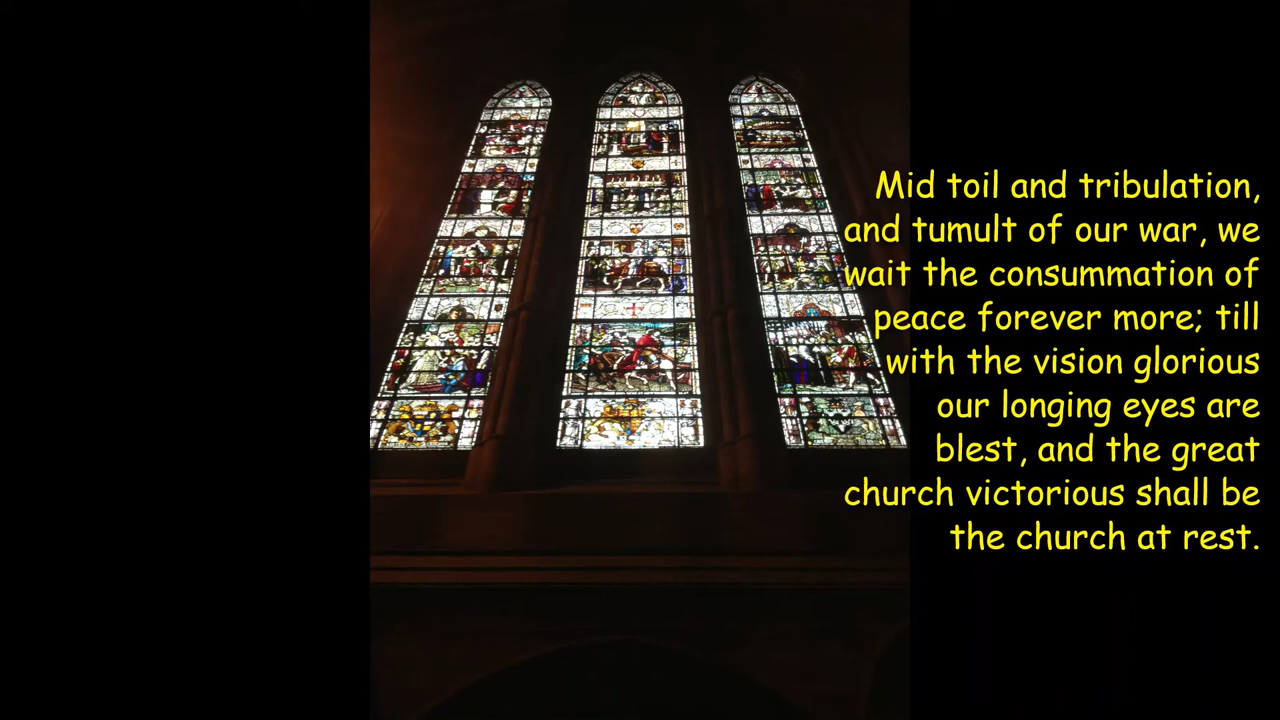 Mid toil and tribulation,
and tumult of our war, we
wait the consummation of
peace forever more; till
with the vision glorious
our longing eyes are
blest, and the great
church victorious shall be
the church at rest.